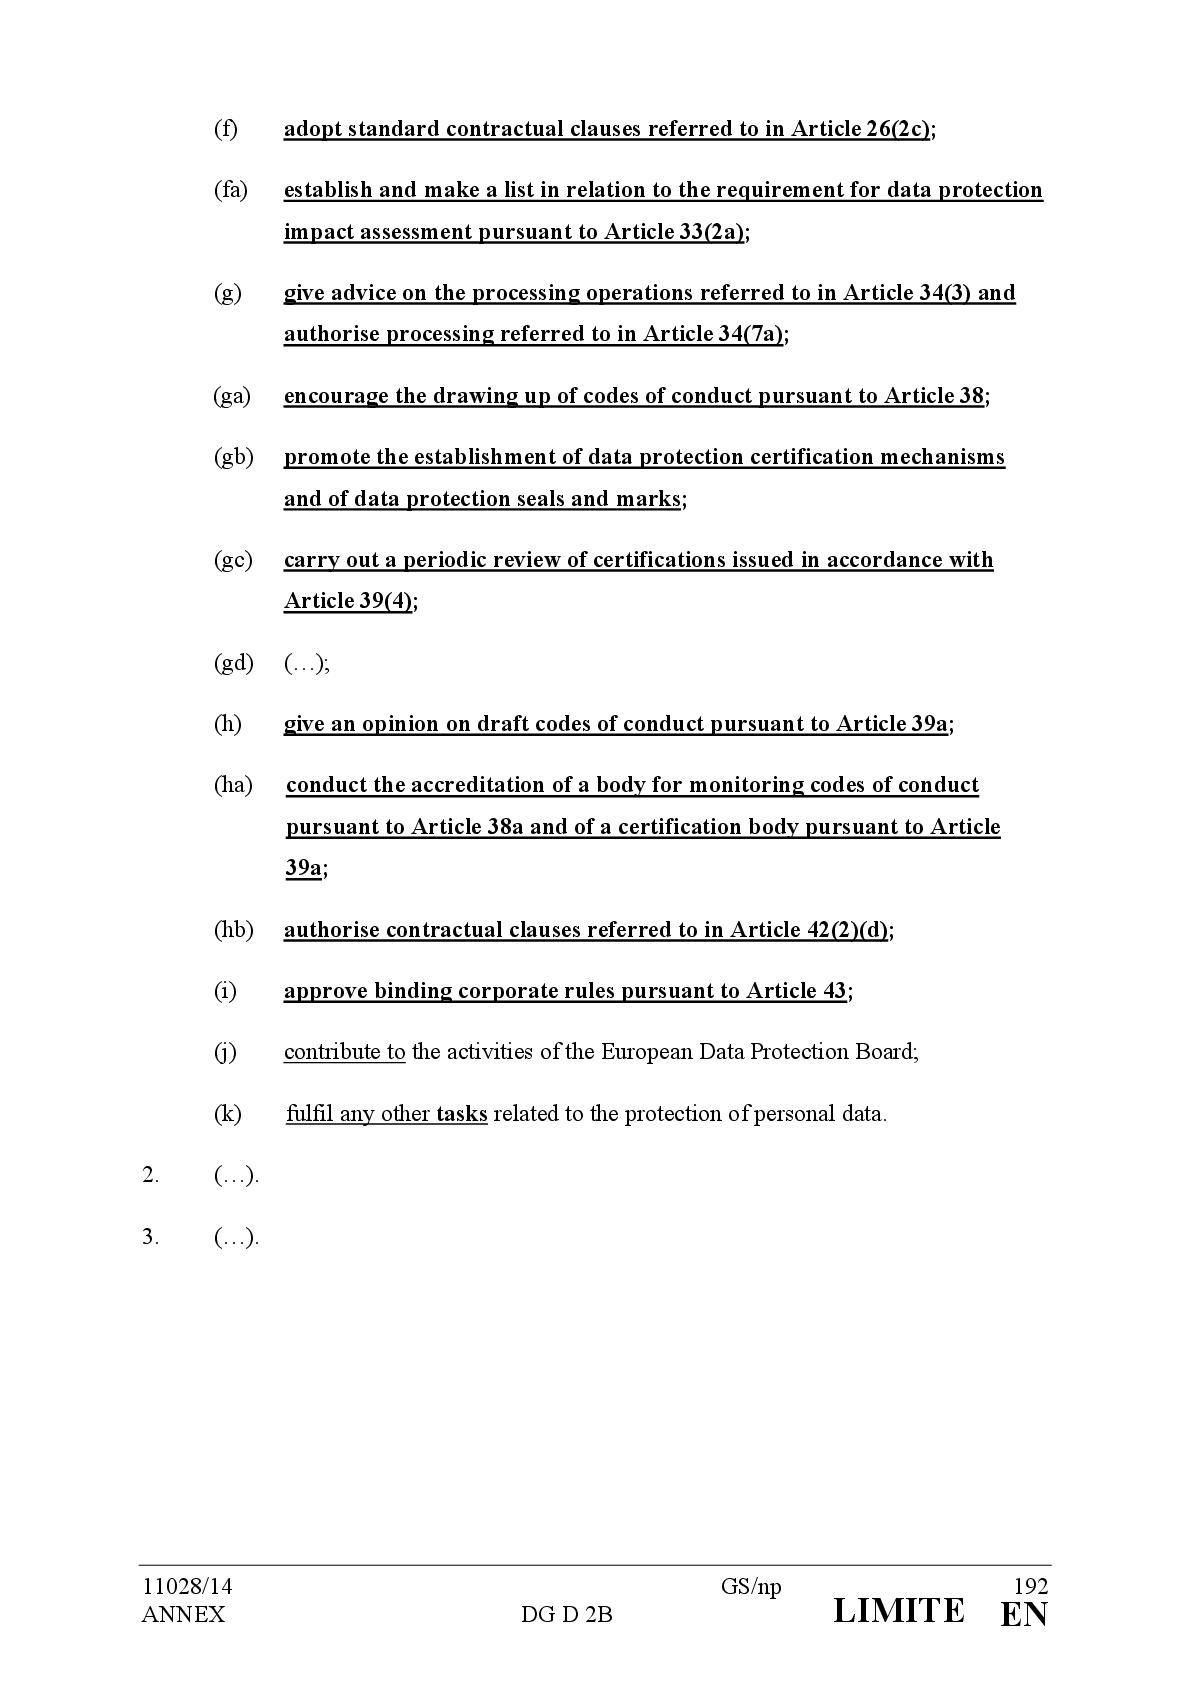 (f) adopt standard contractual clauses referred to in Article 26(2c);
(fa) establish and make a list in relation to the requirement for data protection
impact assessment pursuant to Article 33(2a);
(g) give advice on the processing operations referred to in Article 34(3) and
authorise processing referred to in Article 34(7a);
(ga) encourage the drawing up of codes of conduct pursuant to Article 38;
(gb) promote the establishment of data protection certification mechanisms
and of data protection seals and marks;
(gc) carry out a periodic review of certifications issued in accordance with
Article 39(4);
(gd) (…);
(h) give an opinion on draft codes of conduct pursuant to Article 39a;
(ha) conduct the accreditation of a body for monitoring codes of conduct
pursuant to Article 38a and of a certification body pursuant to Article
39a;
(hb) authorise contractual clauses referred to in Article 42(2)(d);
(i) approve binding corporate rules pursuant to Article 43;
(j) contribute to the activities of the European Data Protection Board;
(k) fulfil any other tasks related to the protection of personal data.
2. (…).
3. (…).
11028/14 GS/np 192
ANNEX DG D 2B LIMITE EN